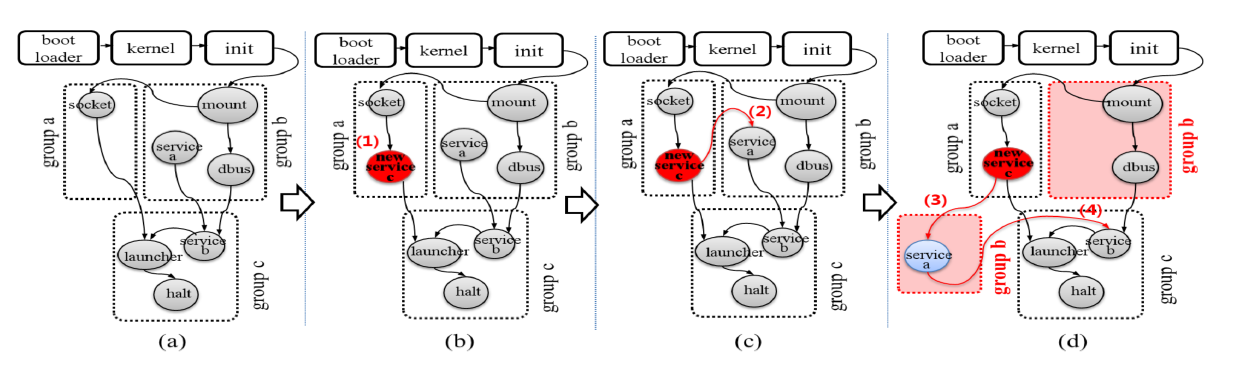 boot
loader
kernel
init
socket
mount
service
a
dbus
group a
group b
launcher
service
b
halt
group c
(a)
boot
loader
kernel
init
socket
mount
(1)
new
service
c
service
a
dbus
group a
group b
launcher
service
b
halt
group c
(b)
boot
loader
kernel
init
socket
mount
(2)
new
service
c
service
a
dbus
group a
group b
launcher
service
b
halt
group c
(c)
boot
loader
kernel
init
socket
mount
new
service
c
dbus
group a
group b
(3)
(4)
service
a
group b
launcher
service
b
halt
group c
(d)